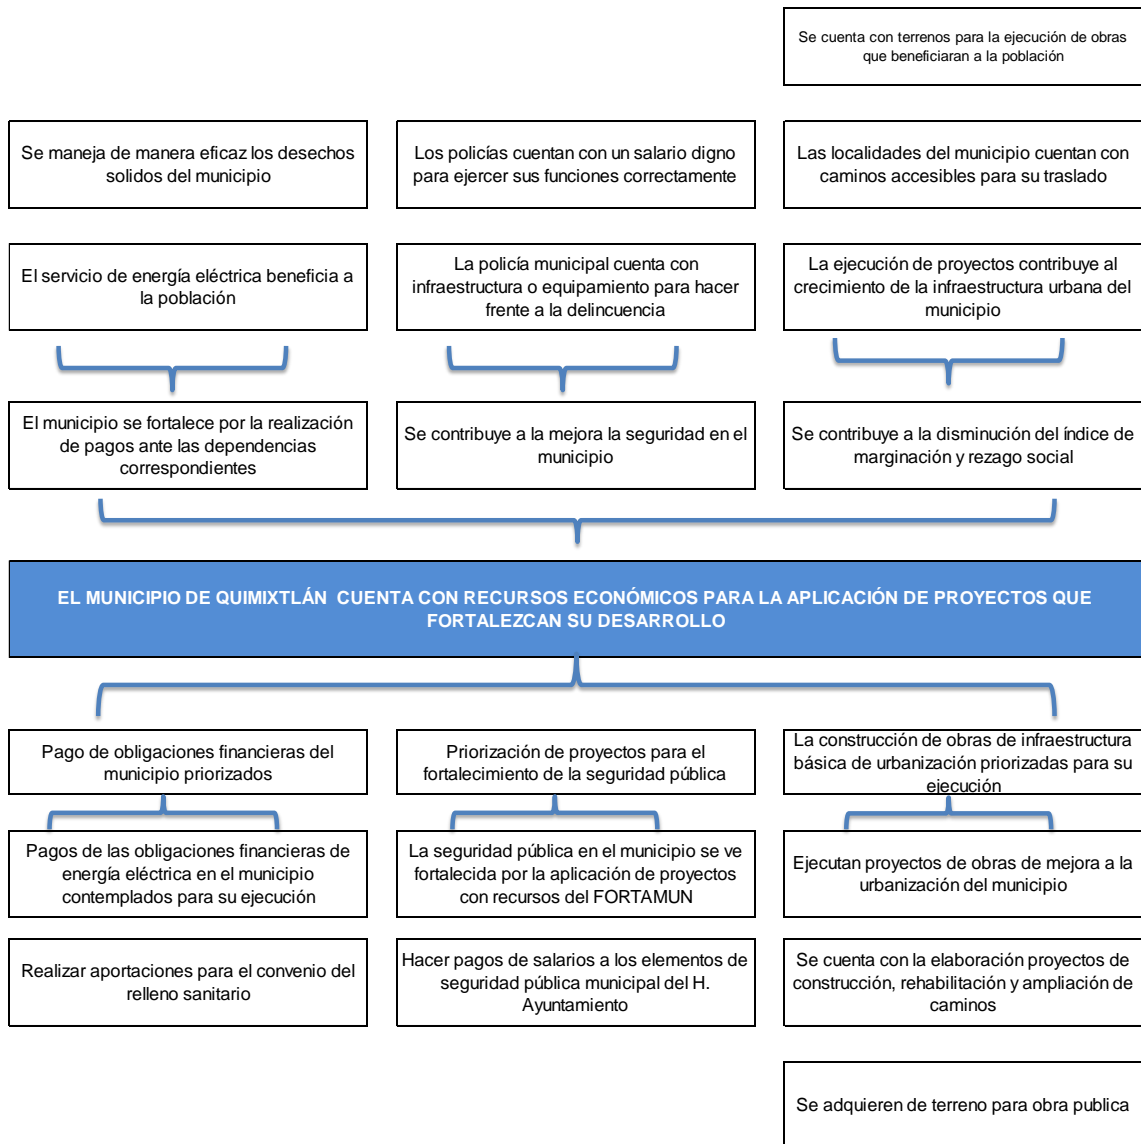 Se cuenta con terrenos para la ejecución de obras
que beneficiaran a la población
Se maneja de manera eficaz los desechos
solidos del municipio
Los policías cuentan con un salario digno
para ejercer sus funciones correctamente
Las localidades del municipio cuentan con
caminos accesibles para su traslado
El servicio de energía eléctrica beneficia a
la población
La policía municipal cuenta con
infraestructura o equipamiento para hacer
frente a la delincuencia
La ejecución de proyectos contribuye al
crecimiento de la infraestructura urbana del
municipio
El municipio se fortalece por la realización
de pagos ante las dependencias
correspondientes
Se contribuye a la mejora la seguridad en el
municipio
Se contribuye a la disminución del índice de
marginación y rezago social
EL MUNICIPIO DE QUIMIXTLÁN CUENTA CON RECURSOS ECONÓMICOS PARA LA APLICACIÓN DE PROYECTOS QUE
FORTALEZCAN SU DESARROLLO
Pago de obligaciones financieras del
municipio priorizados
Priorización de proyectos para el
fortalecimiento de la seguridad pública
La construcción de obras de infraestructura
básica de urbanización priorizadas para su
ejecución
Pagos de las obligaciones financieras de
energía eléctrica en el municipio
contemplados para su ejecución
La seguridad pública en el municipio se ve
fortalecida por la aplicación de proyectos
con recursos del FORTAMUN
Ejecutan proyectos de obras de mejora a la
urbanización del municipio
Realizar aportaciones para el convenio del
relleno sanitario
Hacer pagos de salarios a los elementos de
seguridad pública municipal del H.
Ayuntamiento
Se cuenta con la elaboración proyectos de
construcción, rehabilitación y ampliación de
caminos
Se adquieren de terreno para obra publica